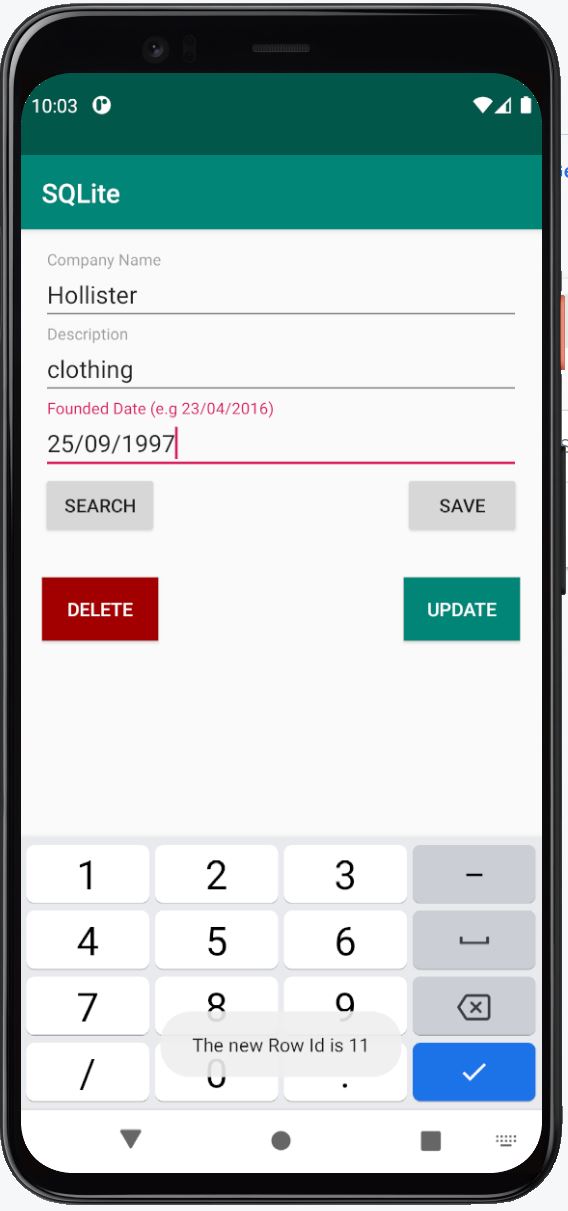 10:03
SQLite
Company Name
Hollister
Description
clothing
Founded Date (e.g 23/04/2016)
25/09/1997
SEARCH SAVE
DELETE UPDATE
1 2 3 –
4 5 6
7 8 9
The new Row Id is 11
/ 0 .